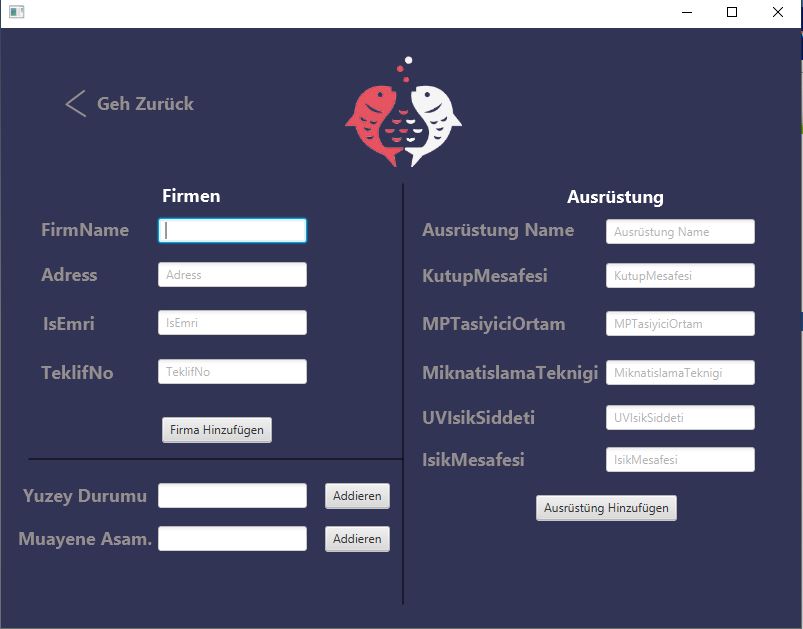 Geh Zurück
Firmen
FirmName
Adress Adress
IsEmri IsEmri
TeklifNo TeklifNo
Firma Hinzufügen
Yuzey Durumu Addieren
Muayene Asam. Addieren
Ausrüstung
Ausrüstung Name Ausrüstung Name
KutupMesafesi KutupMesafesi
MPTasiyiciOrtam MPTasiyiciOrtam
MiknatislamaTeknigi MiknatislamaTeknigi
UVIsikSiddeti UVIsikSiddeti
IsikMesafesi IsikMesafesi
Ausrüstüng Hinzufügen